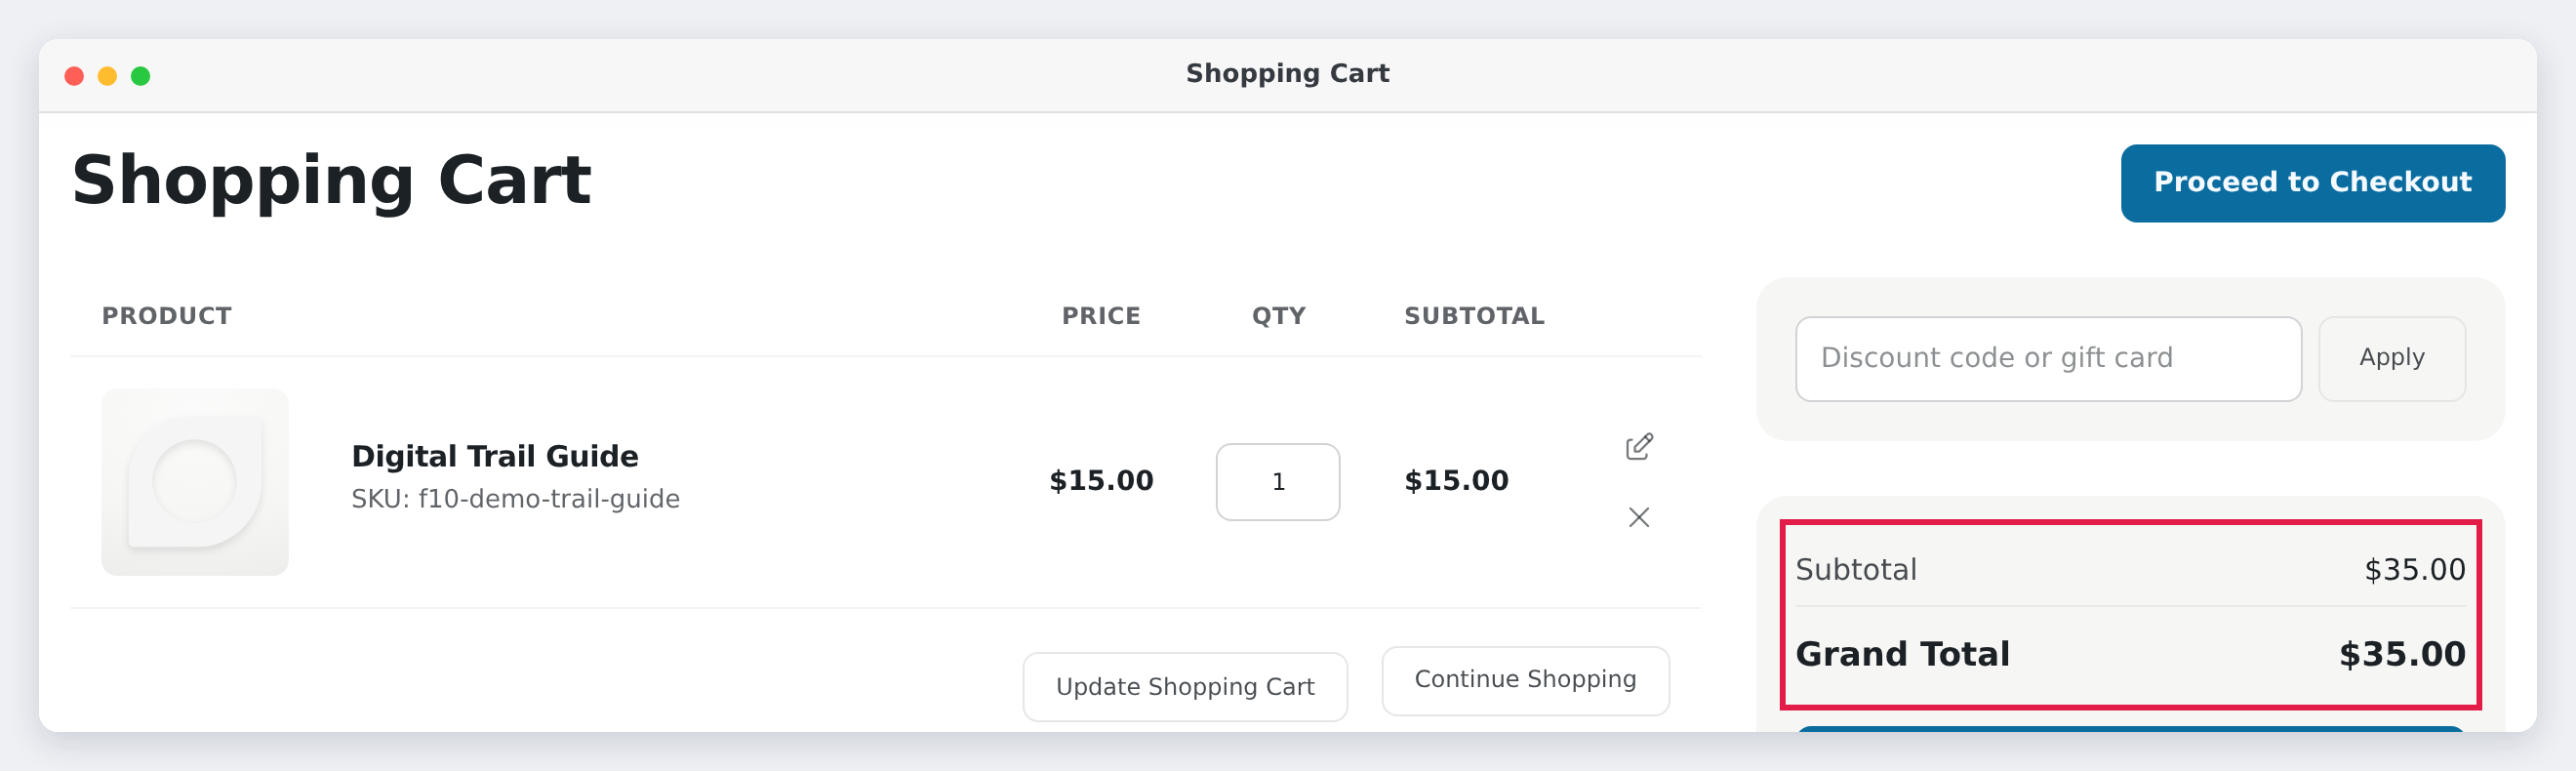 Shopping Cart
Shopping Cart
Proceed to Checkout
PRODUCT PRICE QTY SUBTOTAL
Digital Trail Guide
SKU: f10-demo-trail-guide
$15.00 1 $15.00
Update Shopping Cart Continue Shopping
Discount code or gift card Apply
Subtotal $35.00
Grand Total $35.00